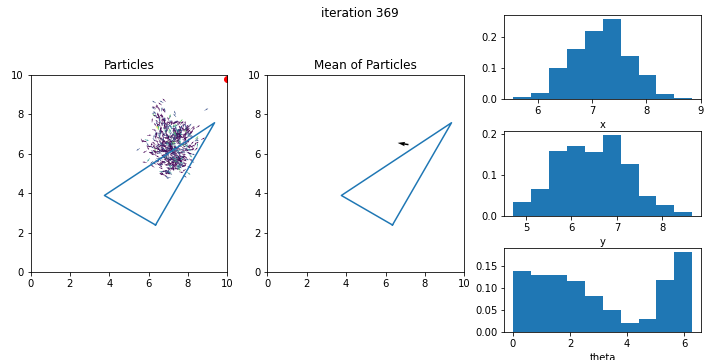 iteration 369
Particles
10
8
6
4
2
0
0 2 4 6 8 10
Mean of Particles
10
8
6
4
2
0
0 2 4 6 8 10
0.2
0.1
0.0
6 7 8 9
x
0.2
0.1
0.0
5 6 7 8
y
0.15
0.10
0.05
0.00
0 2 4 6
theta